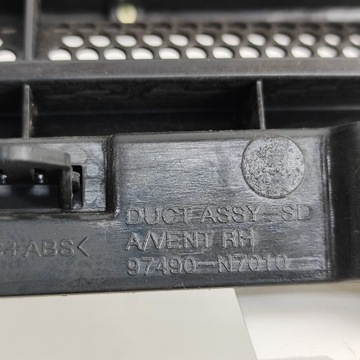 DUCT ASSY-SD
A/VENT RH
97490-N7010
+ABS<